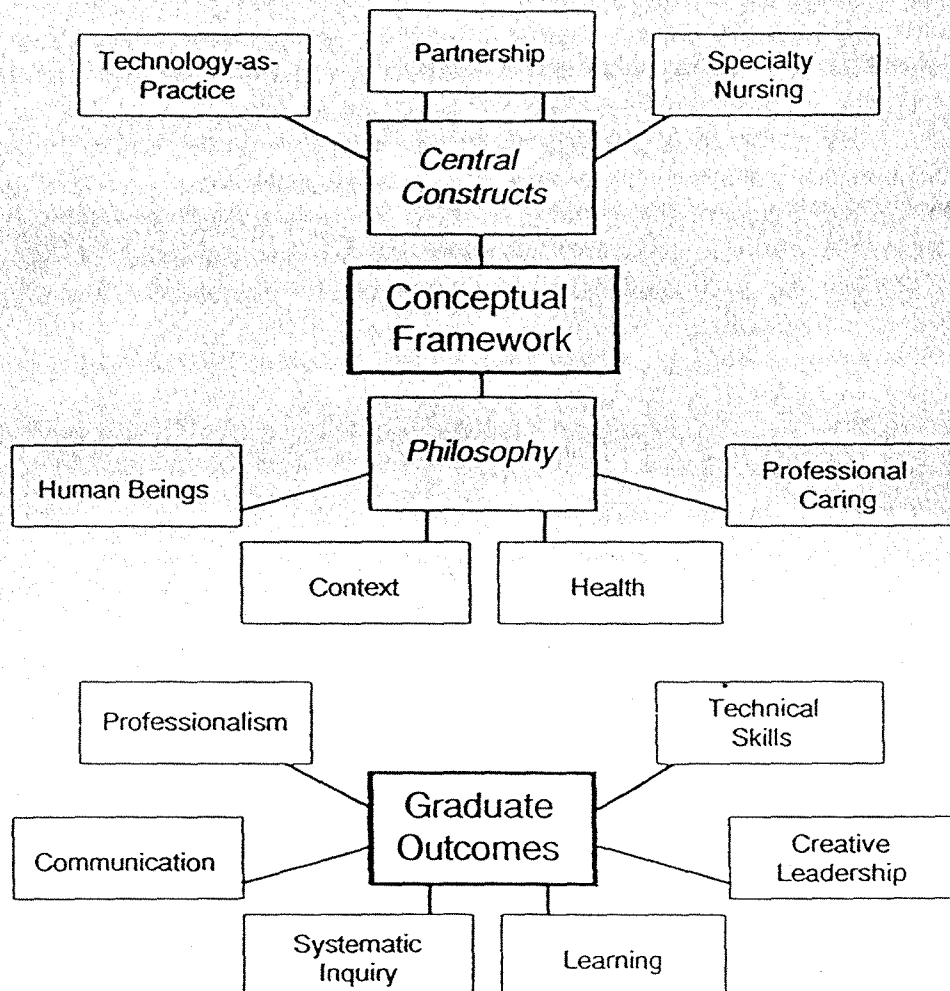 Partnership
Technology-as-
Practice
Specialty
Nursing
Central
Constructs
Conceptual
Framework
Philosophy
Human Beings
Professional
Caring
Context
Health
Professionalism
Technical
Skills
Graduate
Outcomes
Communication
Creative
Leadership
Systematic
Inquiry
Learning